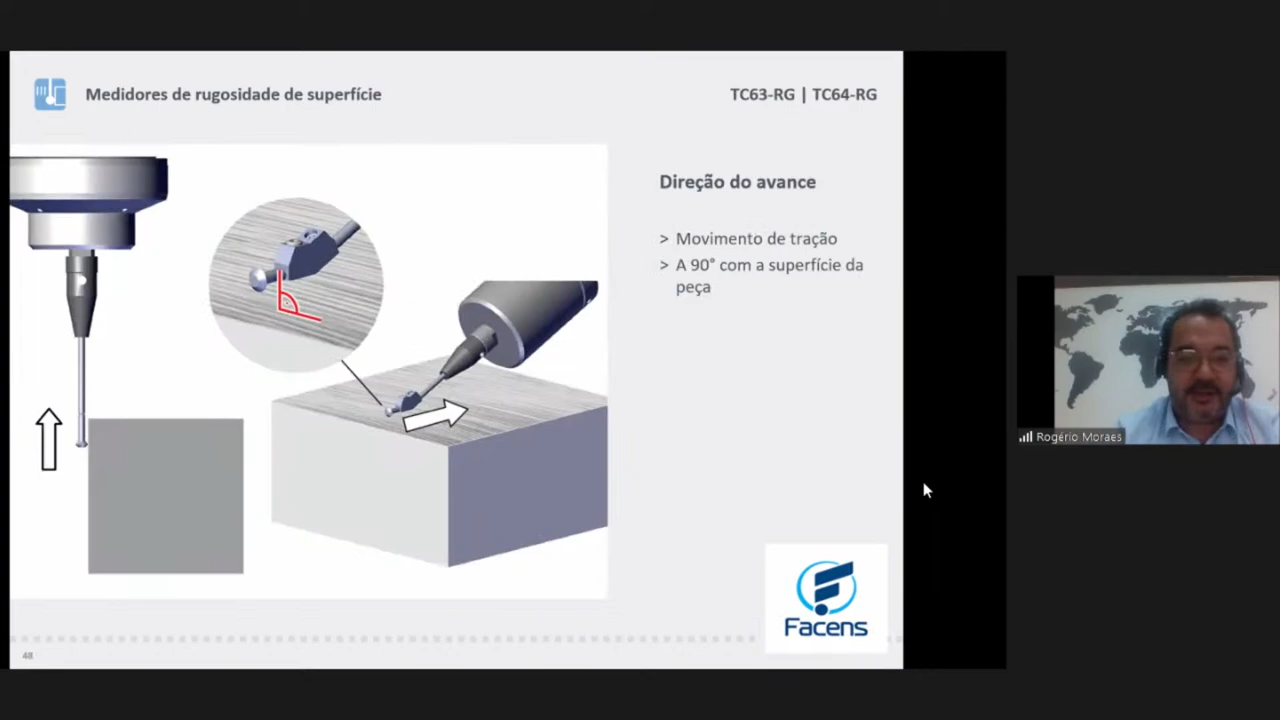 Medidores de rugosidade de superfície
TC63-RG | TC64-RG
Direção do avance
> Movimento de tração
> A 90° com a superfície da
peça
Rogério Moraes
Facens
48